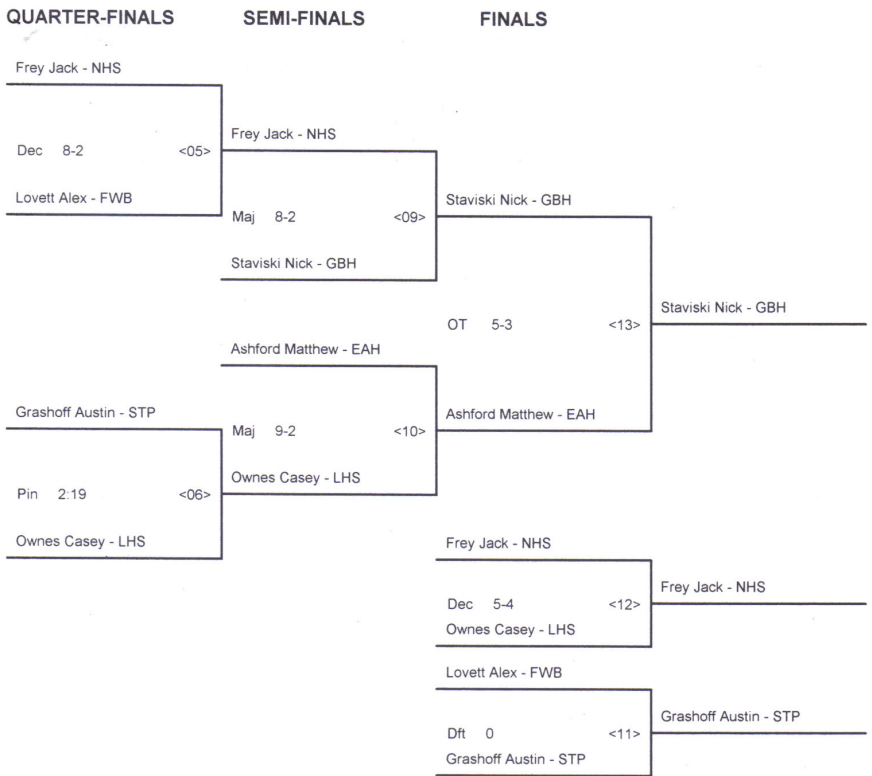 QUARTER-FINALS SEMI-FINALS FINALS
Frey Jack - NHS
Dec 8-2 <05>
Lovett Alex - FWB
Grashoff Austin - STP
Pin 2:19 <06>
Ownes Casey - LHS
Frey Jack - NHS
Maj 8-2 <09>
Staviski Nick - GBH
Ashford Matthew - EAH
Maj 9-2 <10>
Ownes Casey - LHS
Staviski Nick - GBH
OT 5-3 <13>
Ashford Matthew - EAH
Staviski Nick - GBH
Frey Jack - NHS
Dec 5-4 <12>
Ownes Casey - LHS
Frey Jack - NHS
Lovett Alex - FWB
Dft 0 <11>
Grashoff Austin - STP
Grashoff Austin - STP